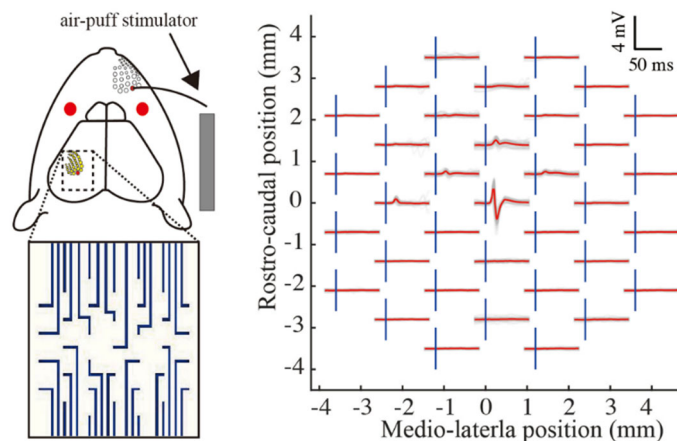 air-puff stimulator
4 mV
50 ms
Rostro-caudal position (mm)
4
3
2
1
0
-1
-2
-3
-4
-4 -3 -2 -1 0 1 2 3 4
Medio-laterla position (mm)